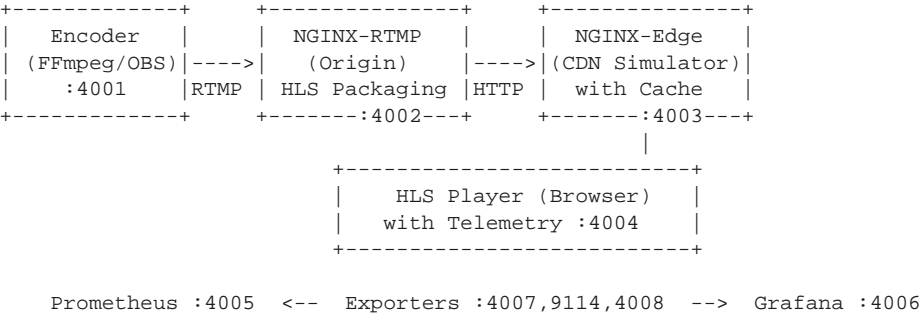 Encoder NGINX-RTMP NGINX-Edge
(FFmpeg/OBS) ----> (Origin) ----> (CDN Simulator)
:4001 RTMP HLS Packaging HTTP with Cache
:4002 :4003
HLS Player (Browser)
with Telemetry :4004
Prometheus :4005 <-- Exporters :4007,9114,4008 --> Grafana :4006